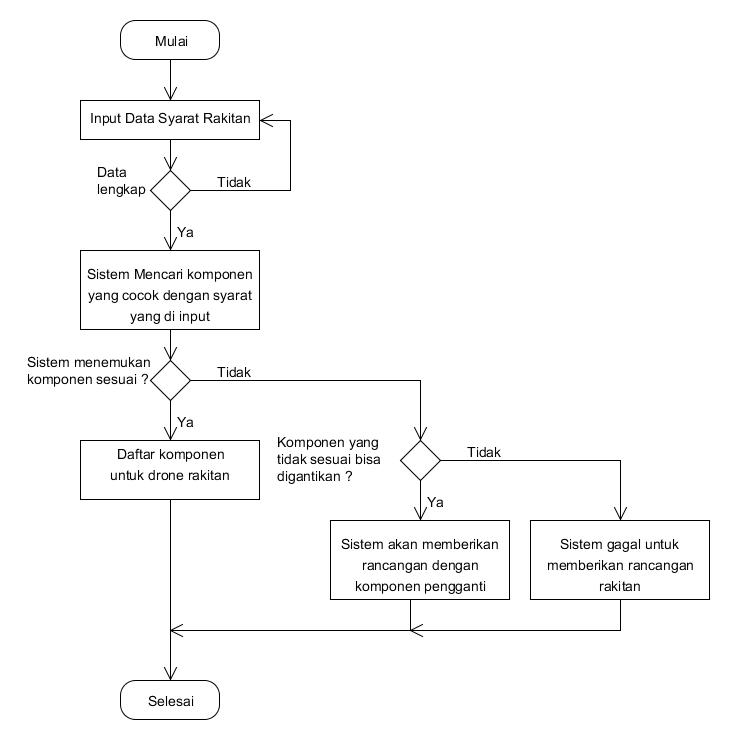 Mulai
Input Data Syarat Rakitan
Data
lengkap
Tidak
Ya
Sistem Mencari komponen
yang cocok dengan syarat
yang di input
Sistem menemukan
komponen sesuai ?
Tidak
Ya
Daftar komponen
untuk drone rakitan
Komponen yang
tidak sesuai bisa
digantikan ?
Tidak
Ya
Sistem akan memberikan
rancangan dengan
komponen pengganti
Sistem gagal untuk
memberikan rancangan
rakitan
Selesai